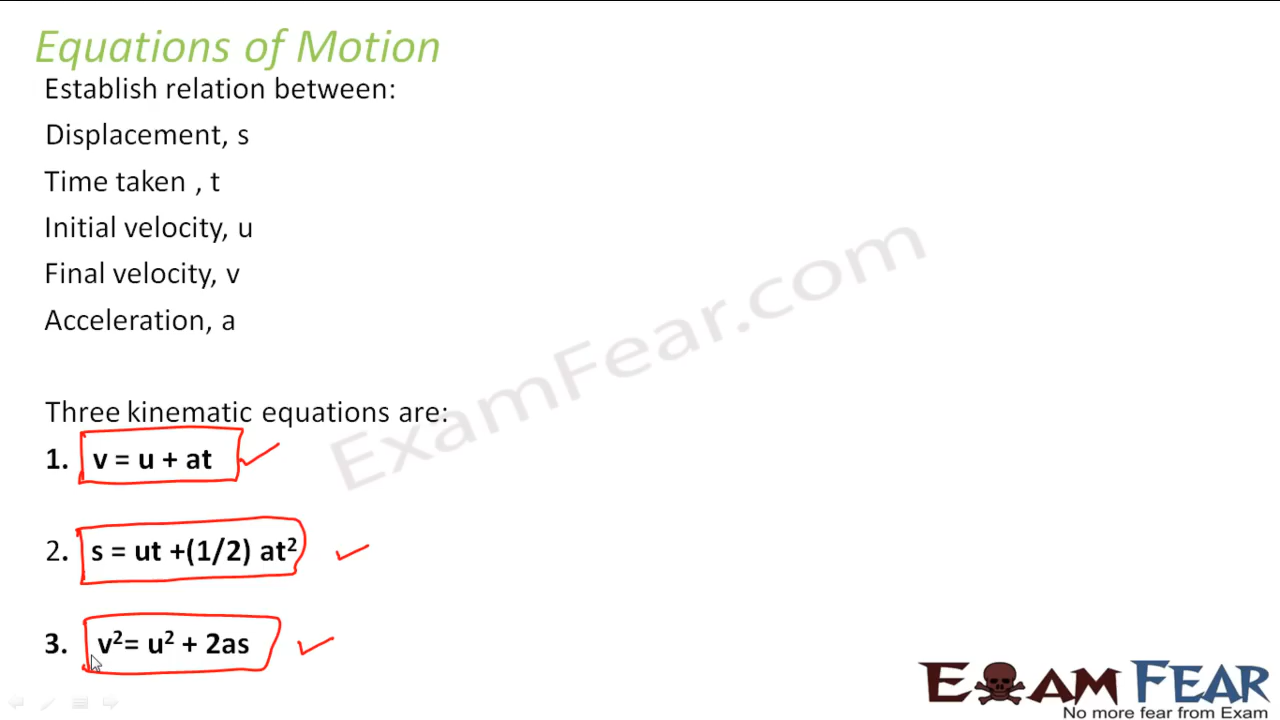 Equations of Motion
Establish relation between:
Displacement, s
Time taken , t
Initial velocity, u
Final velocity, v
Acceleration, a
Three kinematic equations are:
1. v = u + at
2. s = ut +(1/2) at²
3. v²= u² + 2as
ExamFear.com
EXAM FEAR
No more fear from Exam